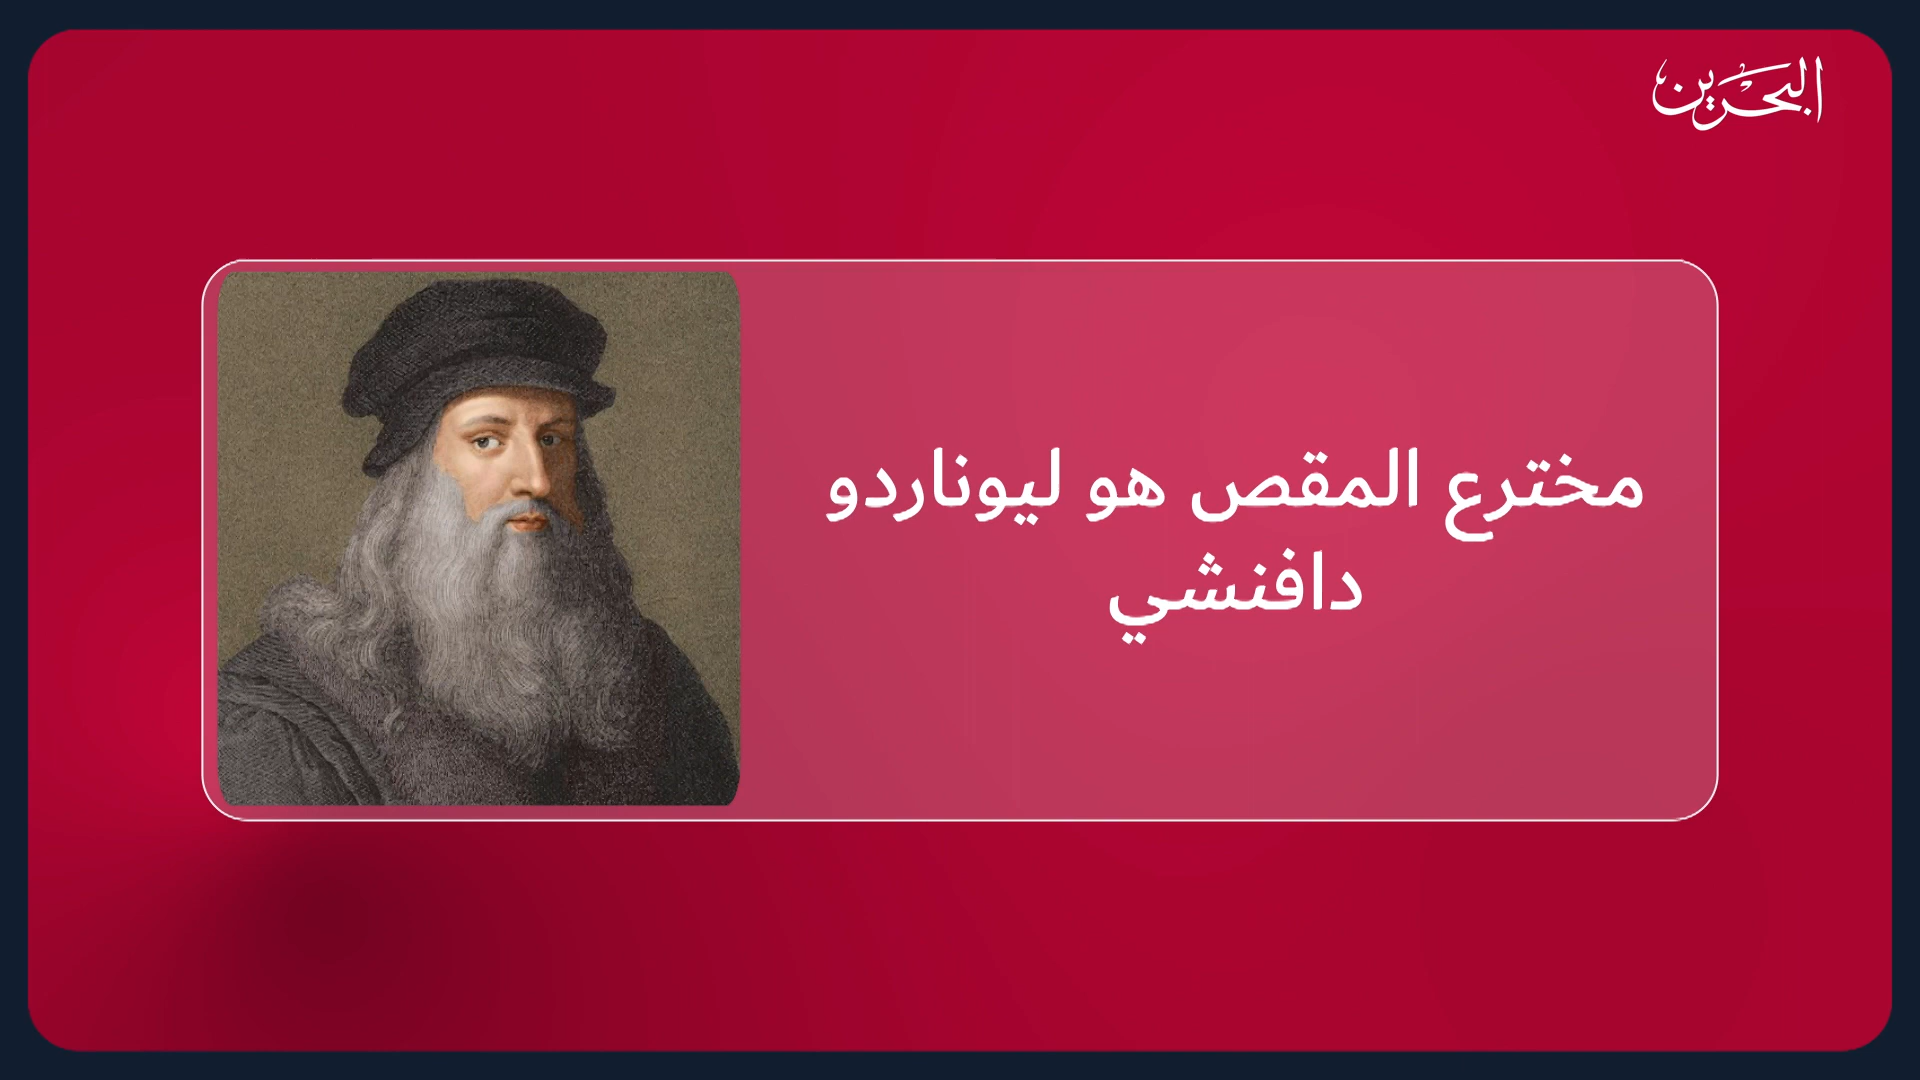 البحرين
مخترع المقص هو ليوناردو
دافنشي